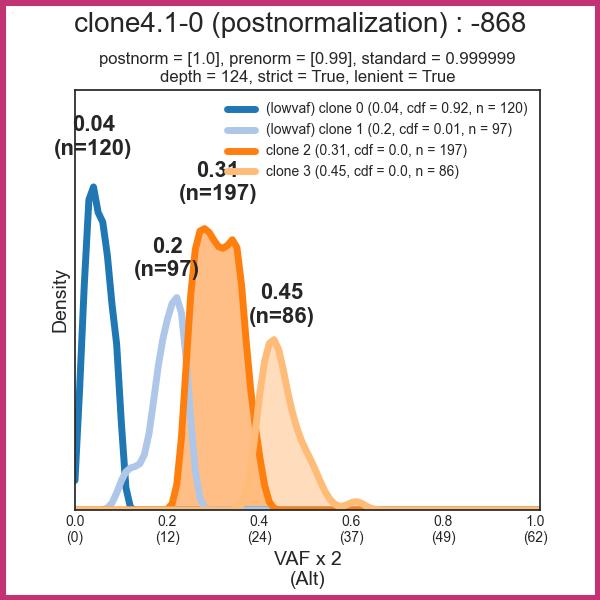 clone4.1-0 (postnormalization) : -868
postnorm = [1.0], prenorm = [0.99], standard = 0.999999
depth = 124, strict = True, lenient = True
(lowvaf) clone 0 (0.04, cdf = 0.92, n = 120)
(lowvaf) clone 1 (0.2, cdf = 0.01, n = 97)
clone 2 (0.31, cdf = 0.0, n = 197)
clone 3 (0.45, cdf = 0.0, n = 86)
0.04
(n=120)
0.31
(n=197)
0.2
(n=97)
0.45
(n=86)
Density
0.0 0.2 0.4 0.6 0.8 1.0
(0) (12) (24) (37) (49) (62)
VAF x 2
(Alt)